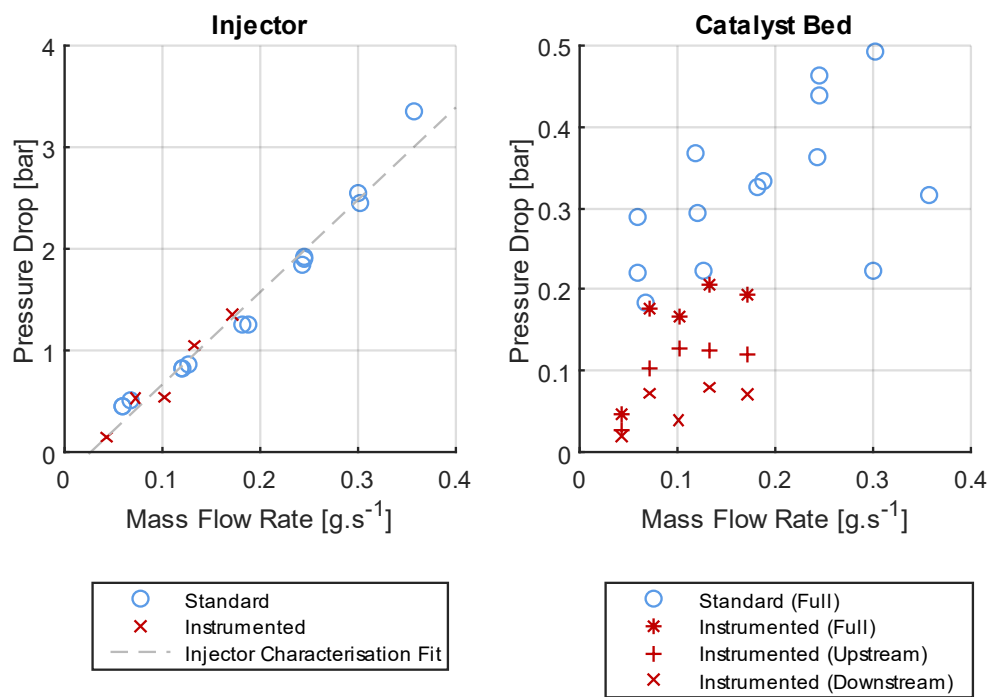 Injector
4
3
2
1
0
0
0.1
0.2
0.3
0.4
Pressure Drop [bar]
Mass Flow Rate [g.s⁻¹]
Standard
Instrumented
Injector Characterisation Fit
Catalyst Bed
0.5
0.4
0.3
0.2
0.1
0
0
0.1
0.2
0.3
0.4
Pressure Drop [bar]
Mass Flow Rate [g.s⁻¹]
Standard (Full)
Instrumented (Full)
Instrumented (Upstream)
Instrumented (Downstream)